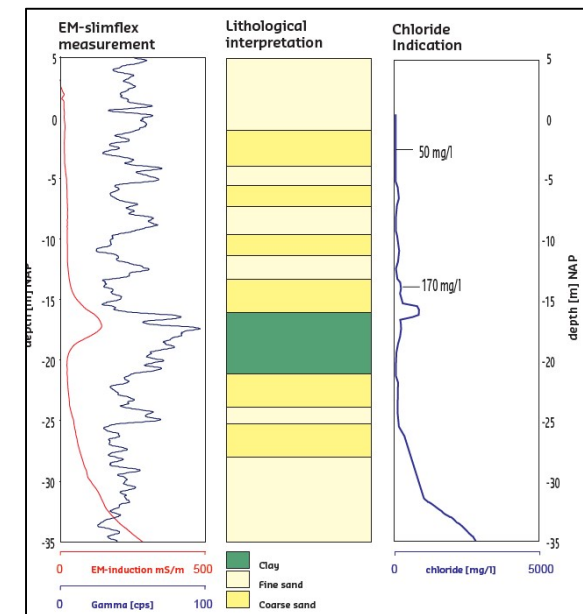 EM-slimflex
measurement
Lithological
interpretation
Chloride
Indication
5
0
-5
-10
-15
-20
-25
-30
-35
depth [m] NAP
5
0
-5
-10
-15
-20
-25
-30
-35
depth [m] NAP
50 mg/l
170 mg/l
0 EM-induction mS/m 500
0 Gamma [cps] 100
Clay
Fine sand
Coarse sand
0 chloride [mg/l] 5000